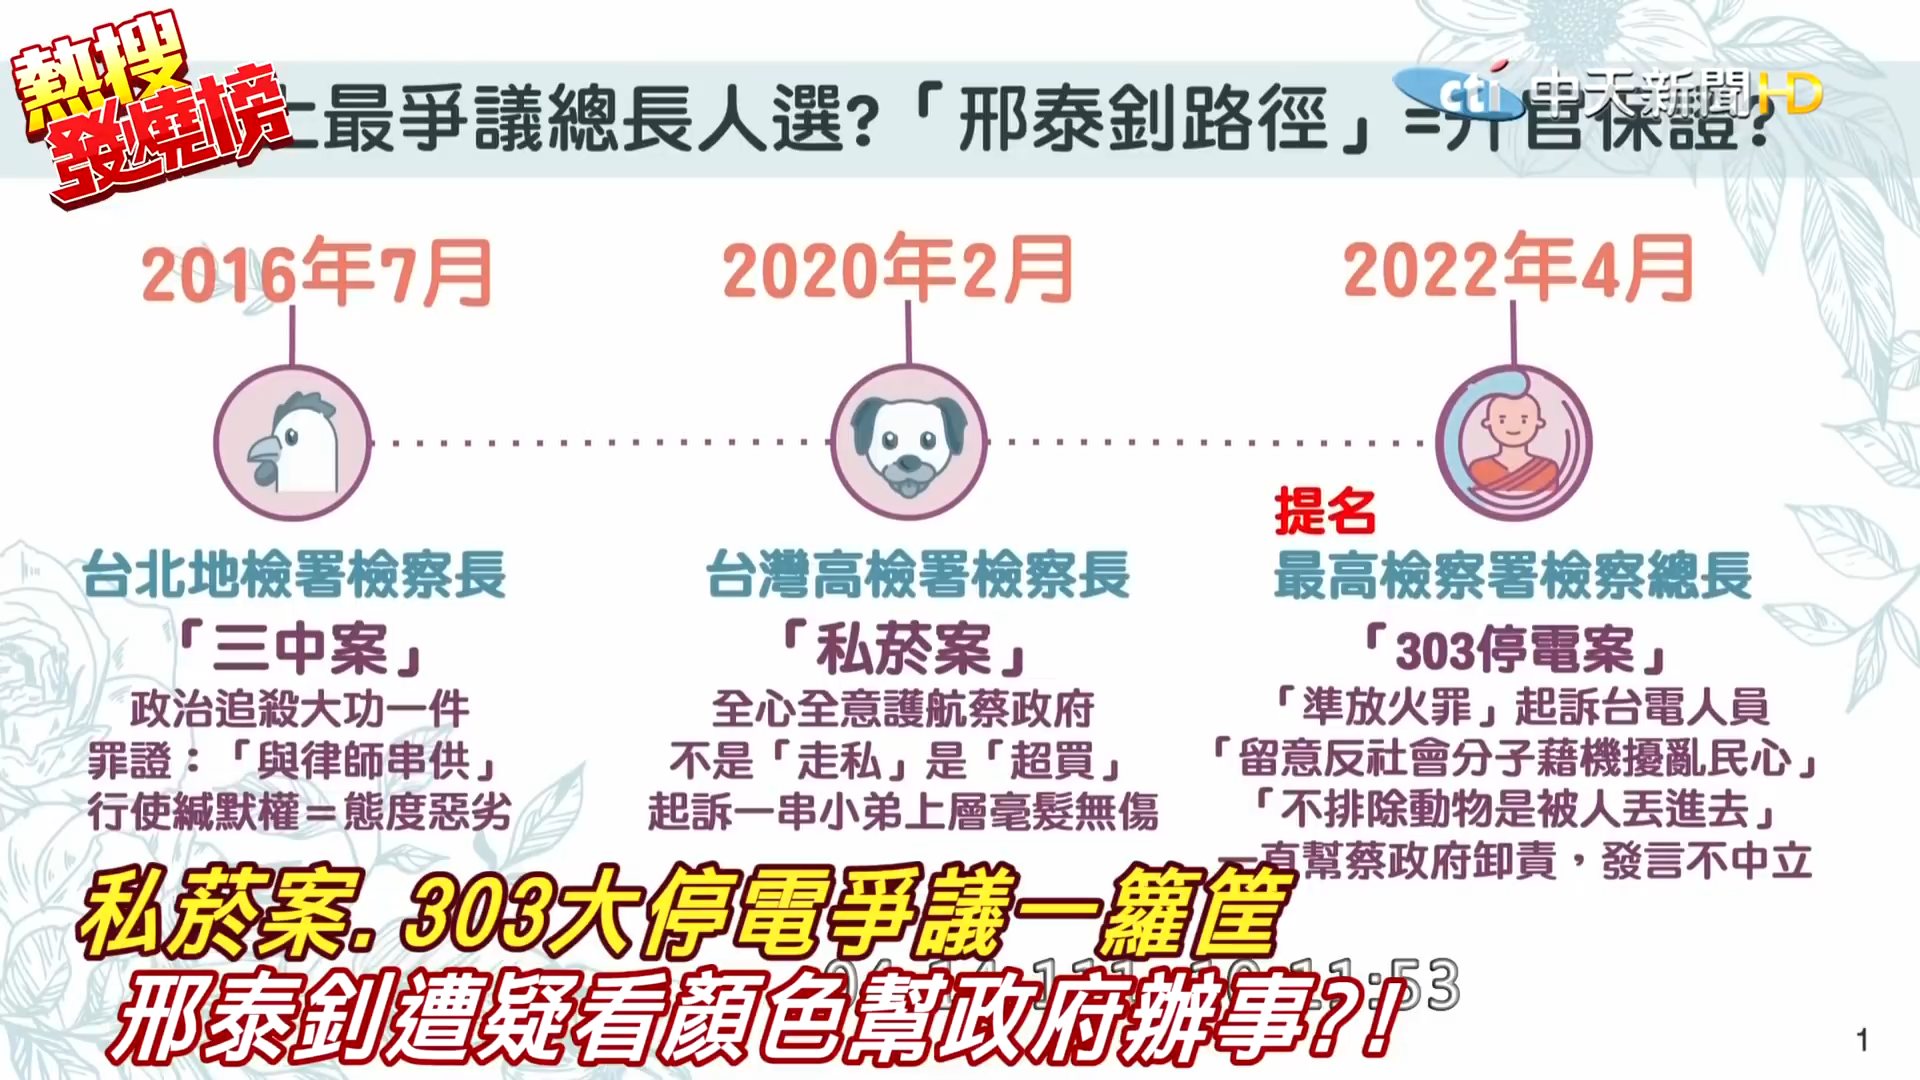 熱搜
發燒榜
上最爭議總長人選?「邢泰釗路徑」=升官保證?
cti 中天新聞HD
2016年7月
2020年2月
2022年4月
提名
台北地檢署檢察長
台灣高檢署檢察長
最高檢察署檢察總長
「三中案」
政治追殺大功一件
罪證：「與律師串供」
行使緘默權＝態度惡劣
「私菸案」
全心全意護航蔡政府
不是「走私」是「超買」
起訴一串小弟上層毫髮無傷
「303停電案」
「準放火罪」起訴台電人員
「留意反社會分子藉機擾亂民心」
「不排除動物是被人丟進去」
一直幫蔡政府卸責，發言不中立
私菸案.303大停電爭議一籮筐
邢泰釗遭疑看顏色幫政府辦事?!
1